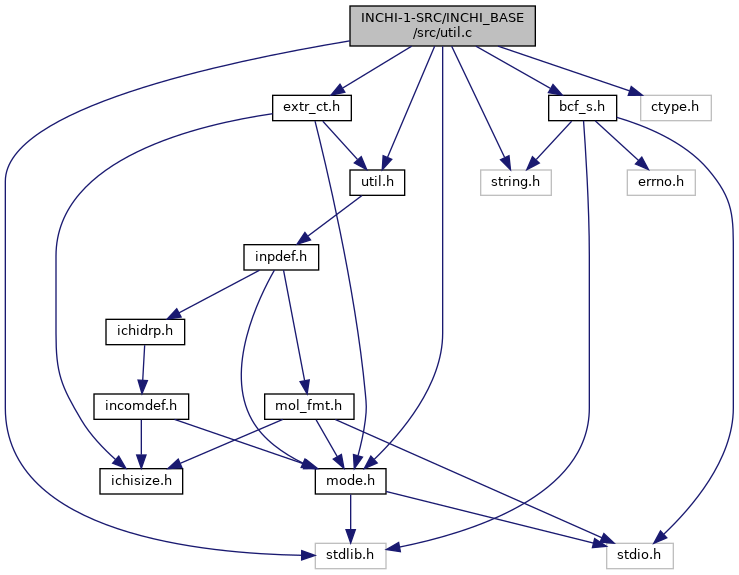 INCHI-1-SRC/INCHI_BASE
/src/util.c
extr_ct.h
bcf_s.h
ctype.h
util.h
string.h
errno.h
inpdef.h
ichidrp.h
incomdef.h
mol_fmt.h
ichisize.h
mode.h
stdlib.h
stdio.h